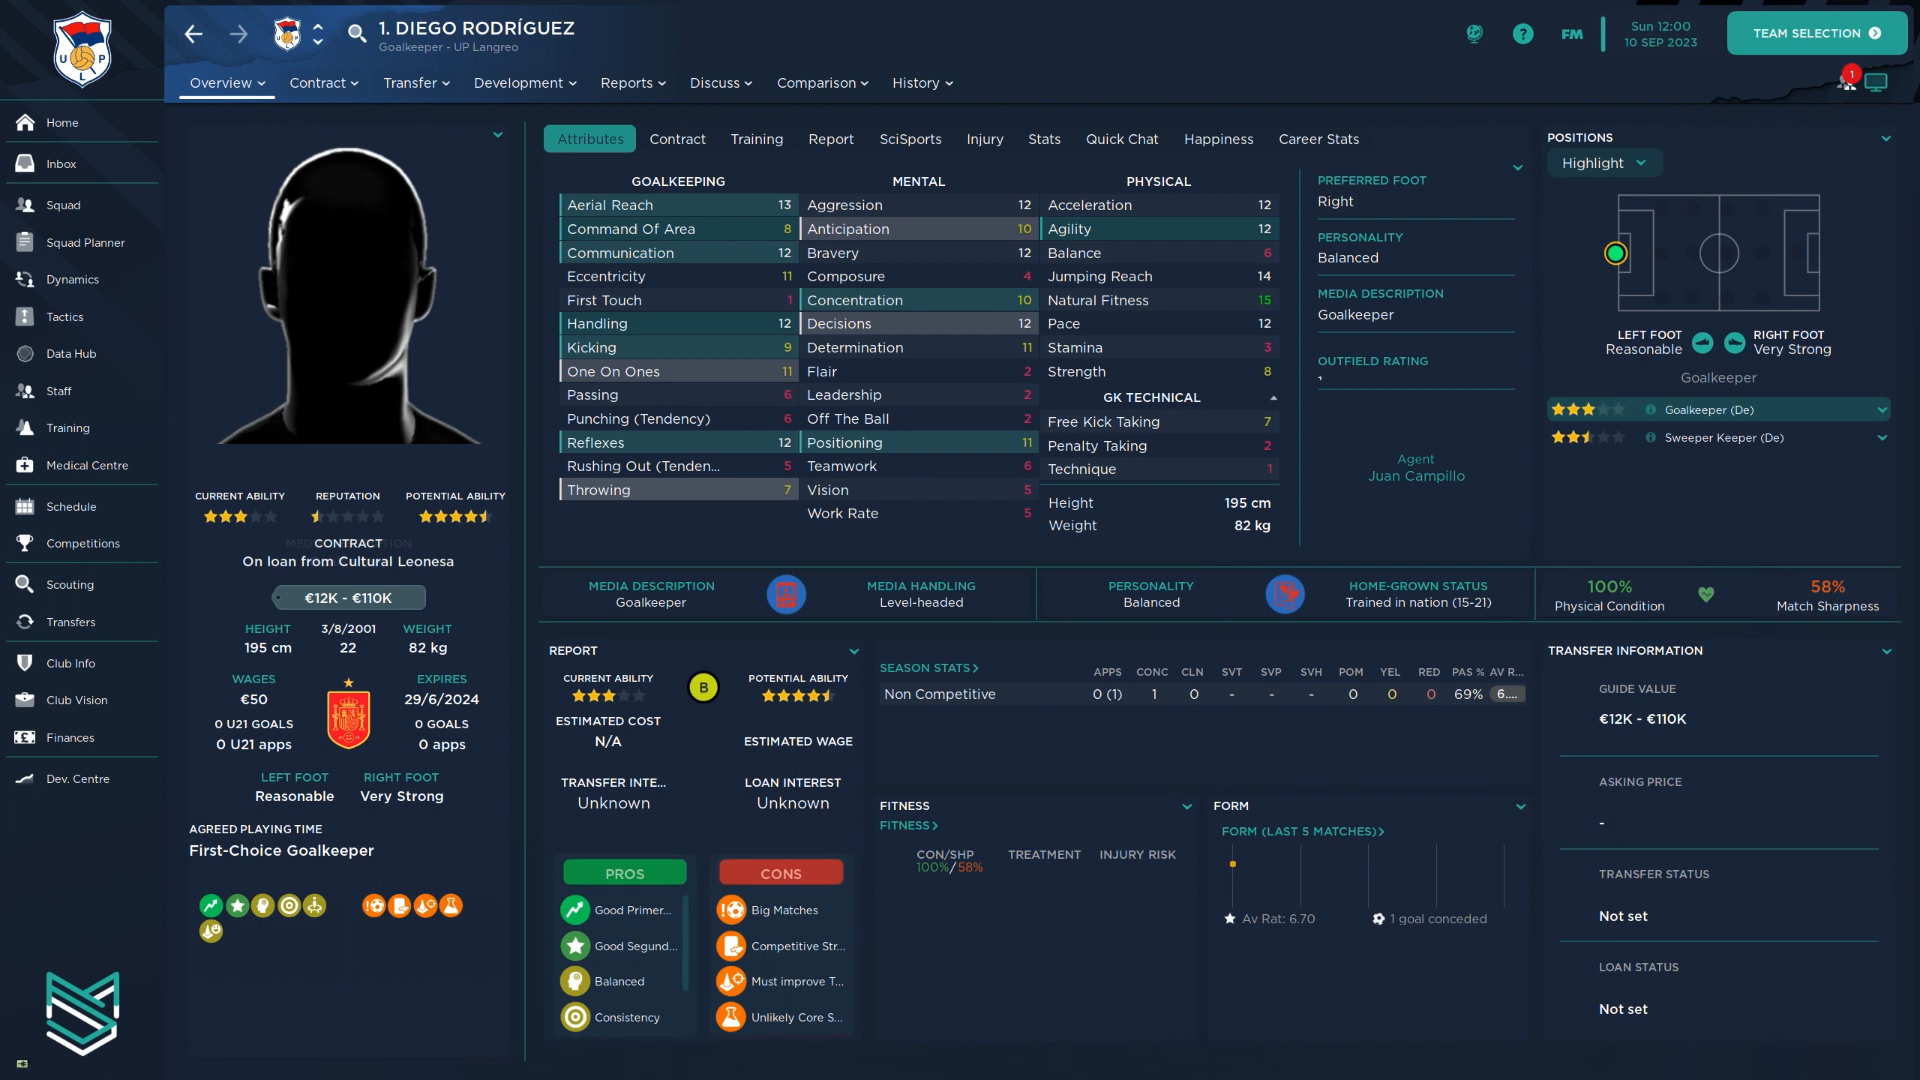 1. DIEGO RODRÍGUEZ
Goalkeeper - UP Langreo
FM
Sun 12:00
10 SEP 2023
TEAM SELECTION
Overview Contract Transfer Development Reports Discuss Comparison History
1
U P L
Home
Inbox
Squad
Squad Planner
Dynamics
Tactics
Data Hub
Staff
Training
Medical Centre
Schedule
Competitions
Scouting
Transfers
Club Info
Club Vision
Finances
Dev. Centre
CURRENT ABILITY REPUTATION POTENTIAL ABILITY
CONTRACT
On loan from Cultural Leonesa
€12K - €110K
HEIGHT 3/8/2001 WEIGHT
195 cm 22 82 kg
WAGES EXPIRES
€50 29/6/2024
0 U21 GOALS 0 GOALS
0 U21 apps 0 apps
LEFT FOOT RIGHT FOOT
Reasonable Very Strong
AGREED PLAYING TIME
First-Choice Goalkeeper
Attributes Contract Training Report SciSports Injury Stats Quick Chat Happiness Career Stats
GOALKEEPING
Aerial Reach 13
Command Of Area 8
Communication 12
Eccentricity 11
First Touch 1
Handling 12
Kicking 9
One On Ones 11
Passing 6
Punching (Tendency) 6
Reflexes 12
Rushing Out (Tenden... 5
Throwing 7
MENTAL
Aggression 12
Anticipation 10
Bravery 12
Composure 4
Concentration 10
Decisions 12
Determination 11
Flair 2
Leadership 2
Off The Ball 2
Positioning 11
Teamwork 6
Vision 5
Work Rate 5
PHYSICAL
Acceleration 12
Agility 12
Balance 6
Jumping Reach 14
Natural Fitness 15
Pace 12
Stamina 3
Strength 8
GK TECHNICAL
Free Kick Taking 7
Penalty Taking 2
Technique 1
Height 195 cm
Weight 82 kg
PREFERRED FOOT
Right
PERSONALITY
Balanced
MEDIA DESCRIPTION
Goalkeeper
OUTFIELD RATING
Agent
Juan Campillo
POSITIONS
Highlight
LEFT FOOT RIGHT FOOT
Reasonable Very Strong
Goalkeeper
Goalkeeper (De)
Sweeper Keeper (De)
MEDIA DESCRIPTION
Goalkeeper
MEDIA HANDLING
Level-headed
PERSONALITY
Balanced
HOME-GROWN STATUS
Trained in nation (15-21)
100%
Physical Condition
58%
Match Sharpness
REPORT
CURRENT ABILITY B POTENTIAL ABILITY
ESTIMATED COST
N/A
ESTIMATED WAGE
TRANSFER INTE... LOAN INTEREST
Unknown Unknown
PROS
Good Primer...
Good Segund...
Balanced
Consistency
CONS
Big Matches
Competitive Str...
Must improve T...
Unlikely Core S...
SEASON STATS APPS CONC CLN SVT SVP SVH POM YEL RED PAS % AV R...
Non Competitive 0 (1) 1 0 - - - 0 0 0 69% 6....
FITNESS
FITNESS
CON/SHP TREATMENT INJURY RISK
100%/58%
FORM
FORM (LAST 5 MATCHES)
Av Rat: 6.70 1 goal conceded
TRANSFER INFORMATION
GUIDE VALUE
€12K - €110K
ASKING PRICE
-
TRANSFER STATUS
Not set
LOAN STATUS
Not set